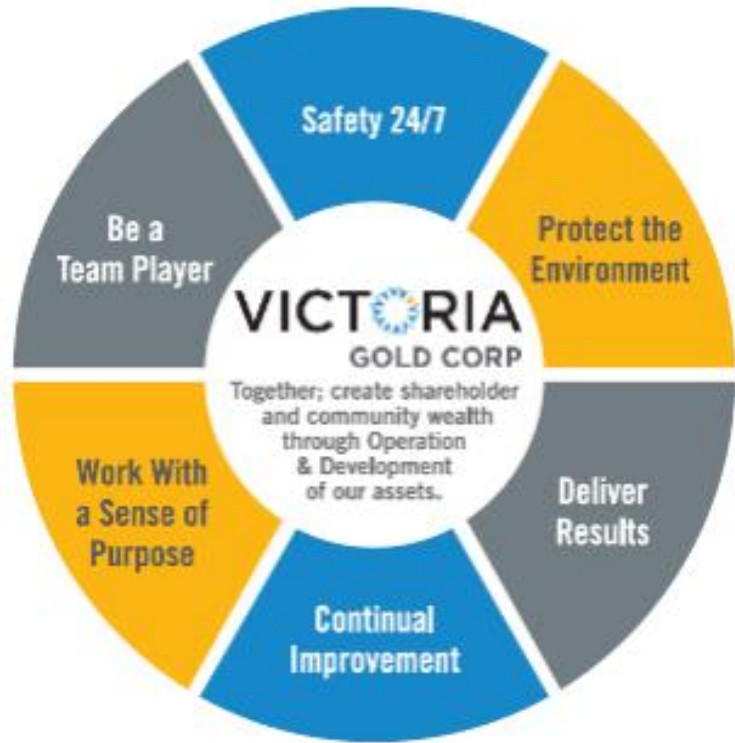 Safety 24/7
Protect the
Environment
Deliver
Results
Continual
Improvement
Work With
a Sense of
Purpose
Be a
Team Player
VICTORIA
GOLD CORP
Together; create shareholder
and community wealth
through Operation
& Development
of our assets.